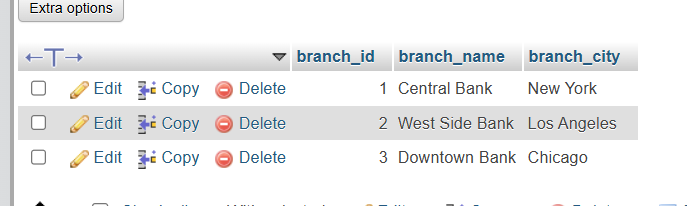 Extra options
branch_id branch_name branch_city
Edit Copy Delete 1 Central Bank New York
Edit Copy Delete 2 West Side Bank Los Angeles
Edit Copy Delete 3 Downtown Bank Chicago